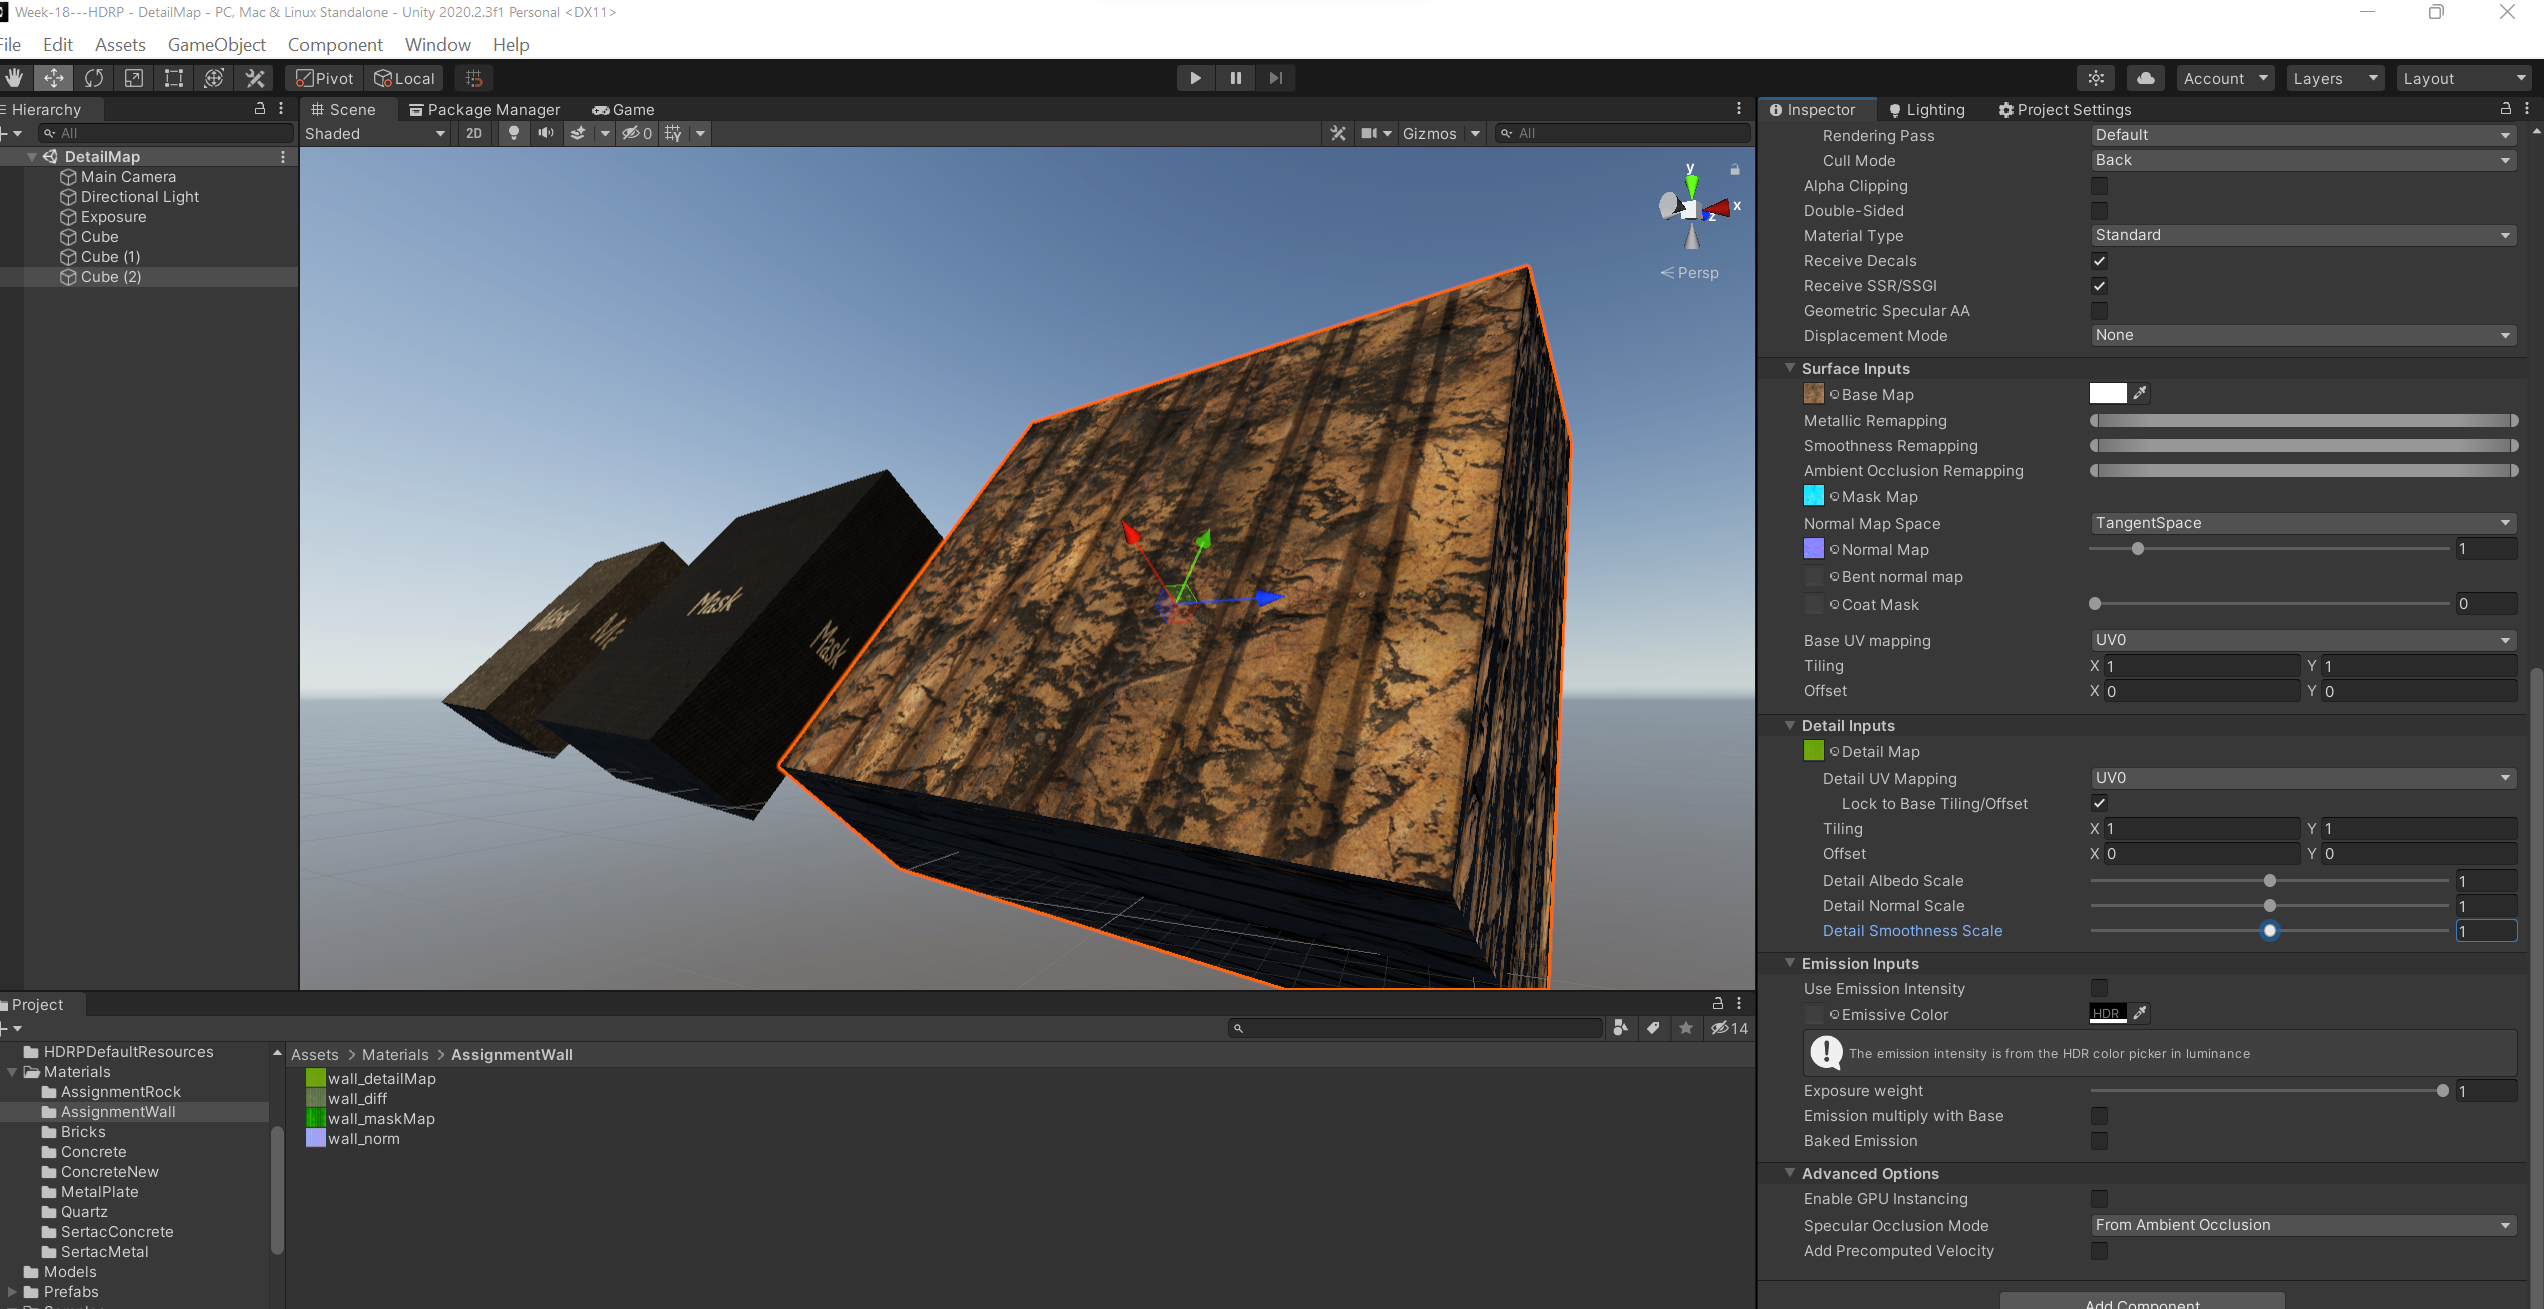 Week-18---HDRP - DetailMap - PC, Mac & Linux Standalone - Unity 2020.2.3f1 Personal <DX11>
File Edit Assets GameObject Component Window Help
Pivot Local Account Layers Layout
Hierarchy
All
DetailMap
Main Camera
Directional Light
Exposure
Cube
Cube (1)
Cube (2)
Scene Package Manager Game
Shaded 2D 0 Gizmos All
y
x
z
Persp
Mask
Mask
Mask
Inspector Lighting Project Settings
Rendering Pass Default
Cull Mode Back
Alpha Clipping
Double-Sided
Material Type Standard
Receive Decals
Receive SSR/SSGI
Geometric Specular AA
Displacement Mode None
Surface Inputs
Base Map
Metallic Remapping
Smoothness Remapping
Ambient Occlusion Remapping
Mask Map
Normal Map Space TangentSpace
Normal Map 1
Bent normal map
Coat Mask 0
Base UV mapping UV0
Tiling X 1 Y 1
Offset X 0 Y 0
Detail Inputs
Detail Map
Detail UV Mapping UV0
Lock to Base Tiling/Offset
Tiling X 1 Y 1
Offset X 0 Y 0
Detail Albedo Scale 1
Detail Normal Scale 1
Detail Smoothness Scale 1
Emission Inputs
Use Emission Intensity
Emissive Color HDR
The emission intensity is from the HDR color picker in luminance
Exposure weight 1
Emission multiply with Base
Baked Emission
Advanced Options
Enable GPU Instancing
Specular Occlusion Mode From Ambient Occlusion
Add Precomputed Velocity
Add Component
Project
14
HDRPDefaultResources
Materials
AssignmentRock
AssignmentWall
Bricks
Concrete
ConcreteNew
MetalPlate
Quartz
SertacConcrete
SertacMetal
Models
Prefabs
Assets > Materials > AssignmentWall
wall_detailMap
wall_diff
wall_maskMap
wall_norm